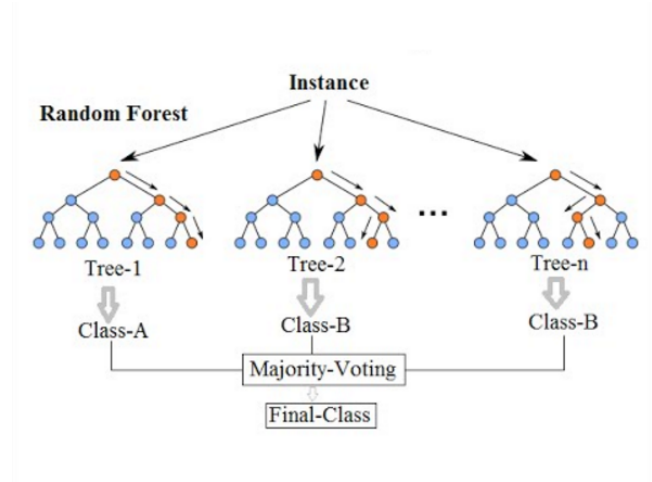 Instance
Random Forest
...
Tree-1
Tree-2
Tree-n
Class-A
Class-B
Class-B
Majority-Voting
Final-Class